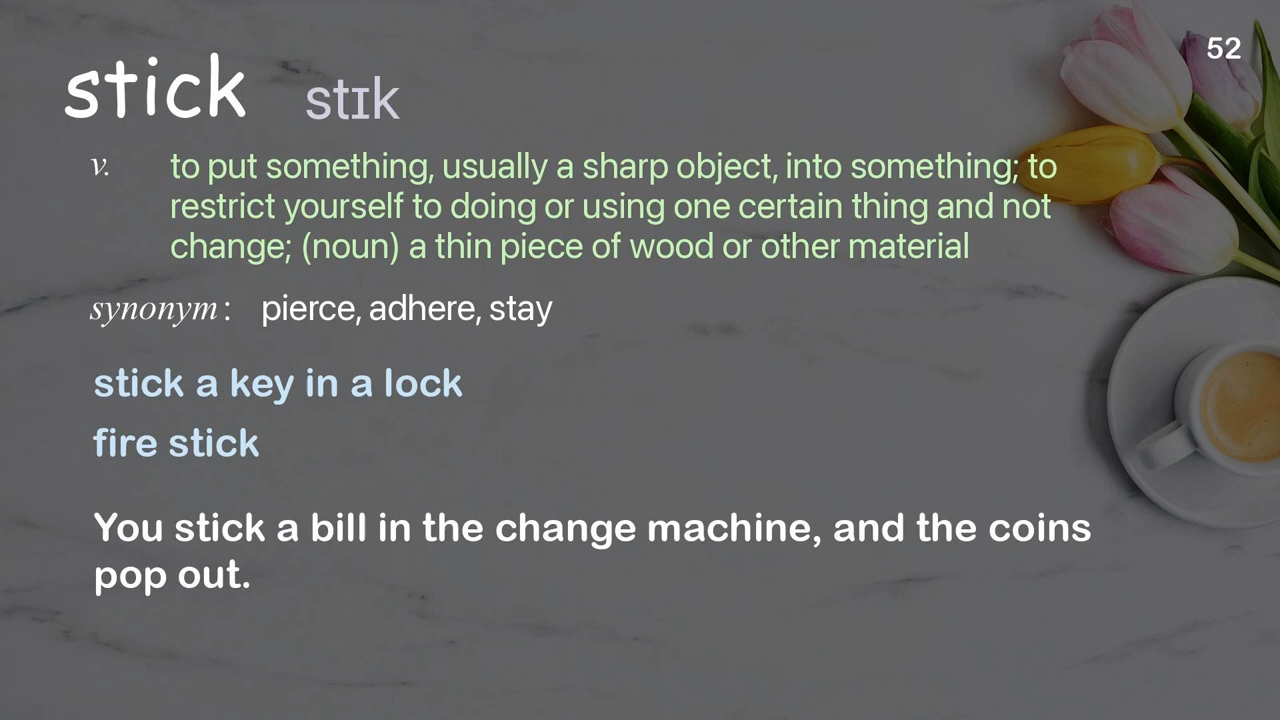 52
stick stɪk
v. to put something, usually a sharp object, into something; to
restrict yourself to doing or using one certain thing and not
change; (noun) a thin piece of wood or other material
synonym: pierce, adhere, stay
stick a key in a lock
fire stick
You stick a bill in the change machine, and the coins
pop out.